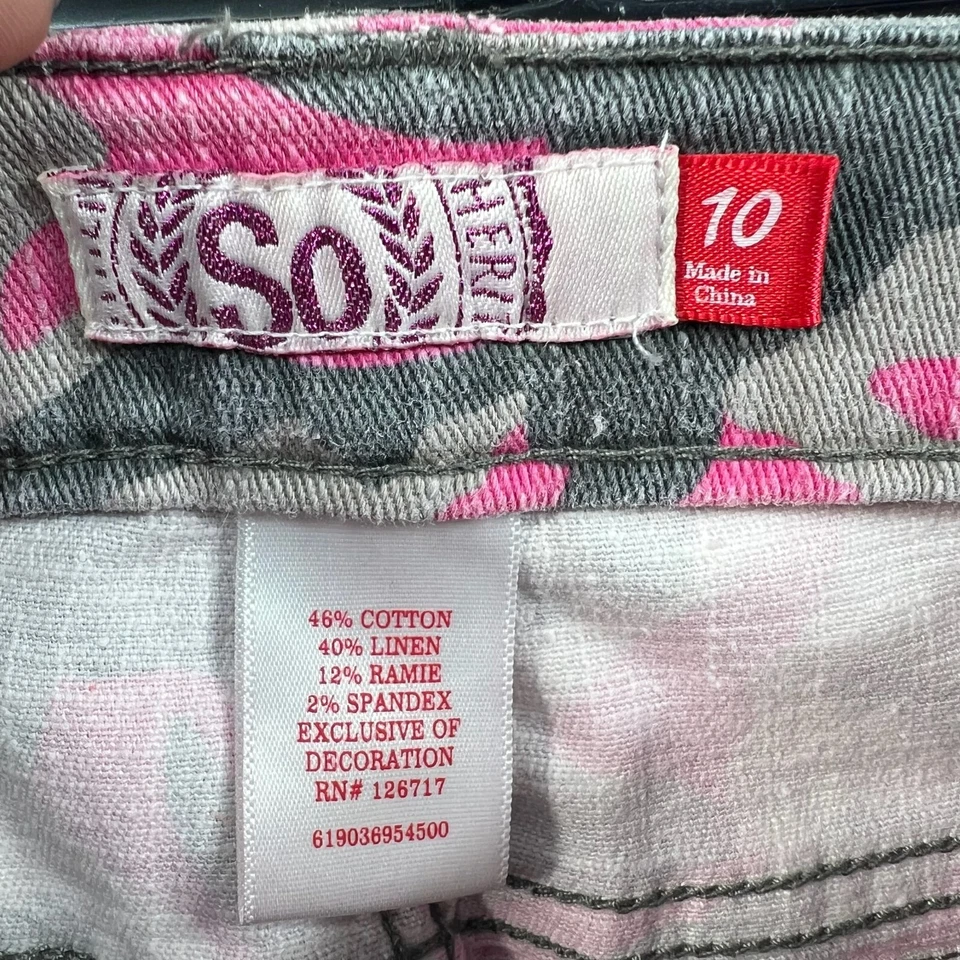 So
HERIT
10
Made in
China
46% COTTON
40% LINEN
12% RAMIE
2% SPANDEX
EXCLUSIVE OF
DECORATION
RN# 126717
619036954500